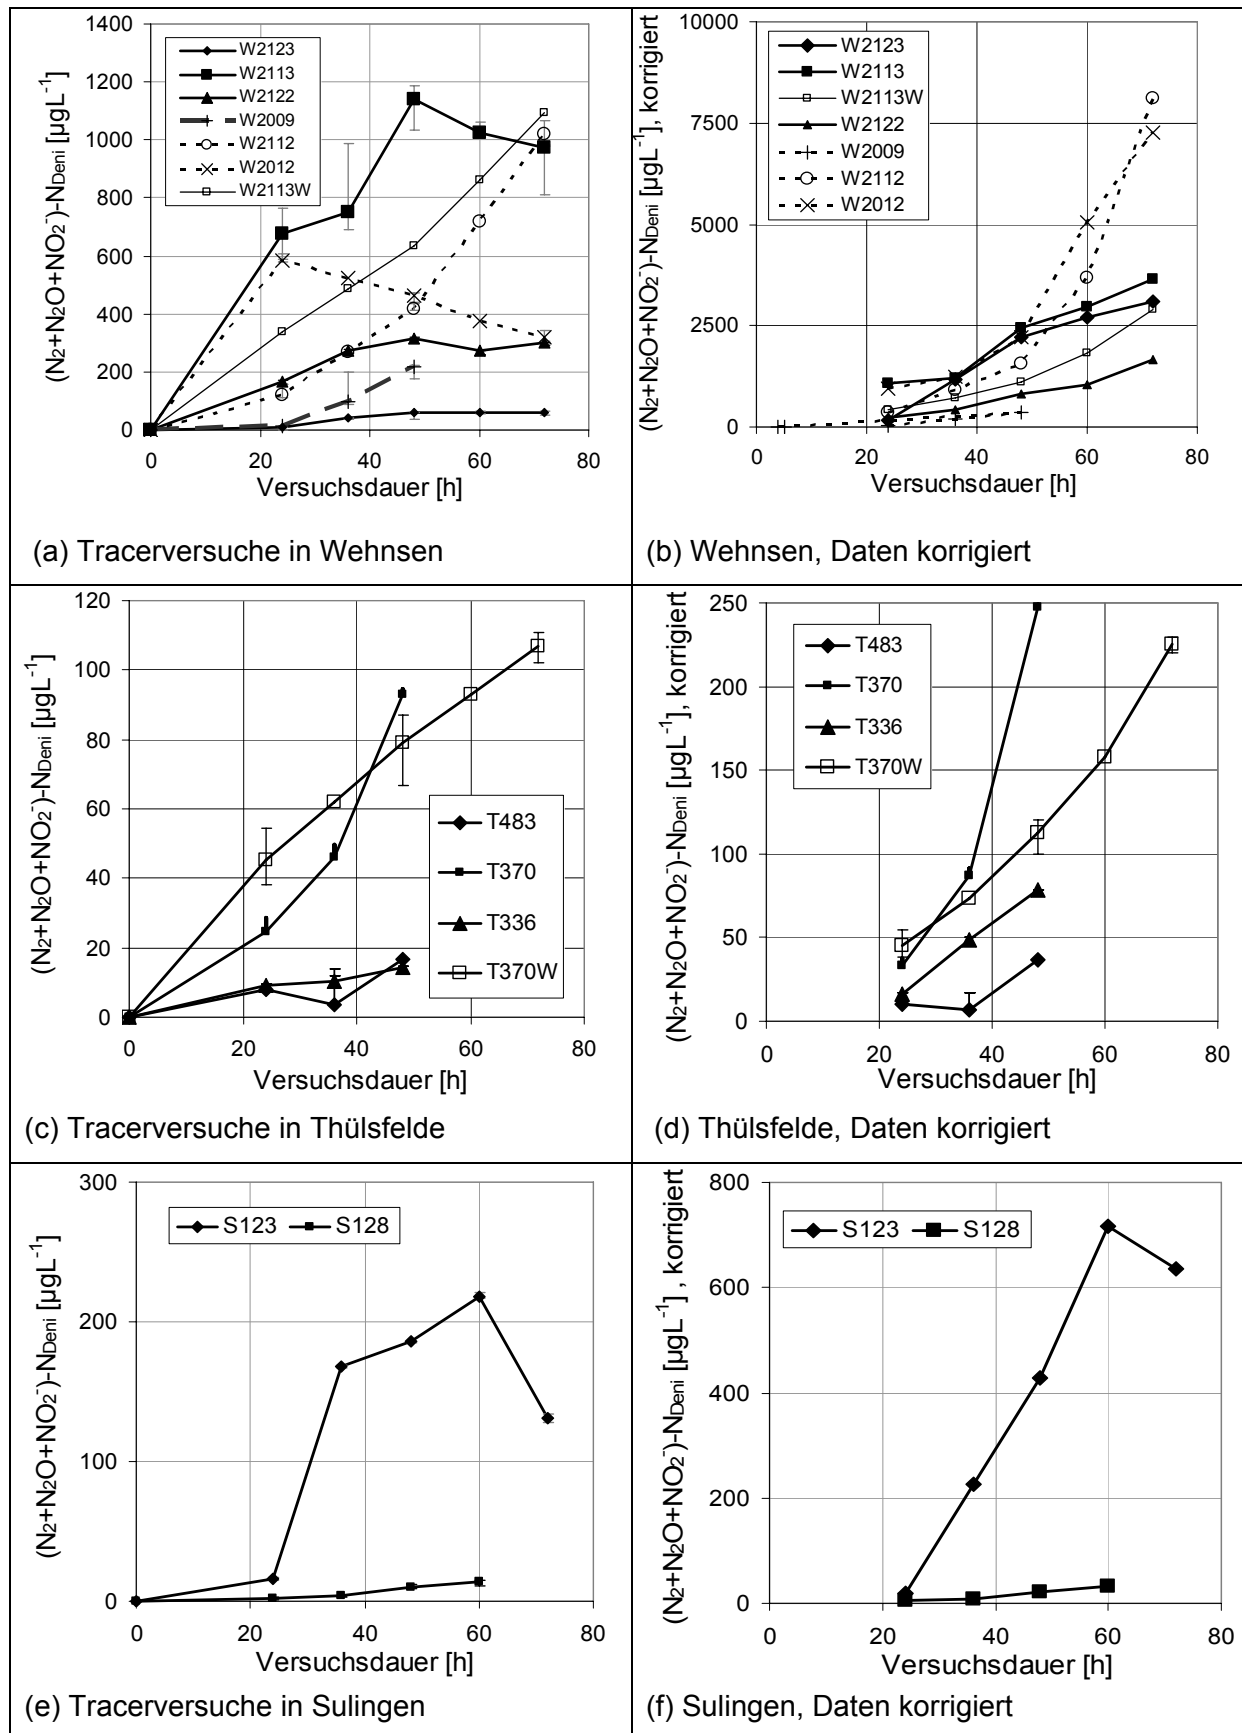 (N₂+N₂O+NO₂⁻)-NDeni [µgL⁻¹]
1400
1200
1000
800
600
400
200
0
W2123
W2113
W2122
W2009
W2112
W2012
W2113W
0 20 40 60 80
Versuchsdauer [h]
(a) Tracerversuche in Wehnsen
(N₂+N₂O+NO₂⁻)-NDeni [µgL⁻¹], korrigiert
10000
7500
5000
2500
0
W2123
W2113
W2113W
W2122
W2009
W2112
W2012
0 20 40 60 80
Versuchsdauer [h]
(b) Wehnsen, Daten korrigiert
(N₂+N₂O+NO₂⁻)-NDeni [µgL⁻¹]
120
100
80
60
40
20
0
T483
T370
T336
T370W
0 20 40 60 80
Versuchsdauer [h]
(c) Tracerversuche in Thülsfelde
(N₂+N₂O+NO₂⁻)-NDeni [µgL⁻¹], korrigiert
250
200
150
100
50
0
T483
T370
T336
T370W
0 20 40 60 80
Versuchsdauer [h]
(d) Thülsfelde, Daten korrigiert
(N₂+N₂O+NO₂⁻)-NDeni [µgL⁻¹]
300
200
100
0
S123 S128
0 20 40 60 80
Versuchsdauer [h]
(e) Tracerversuche in Sulingen
(N₂+N₂O+NO₂⁻)-NDeni [µgL⁻¹] , korrigiert
800
600
400
200
0
S123 S128
0 20 40 60 80
Versuchsdauer [h]
(f) Sulingen, Daten korrigiert